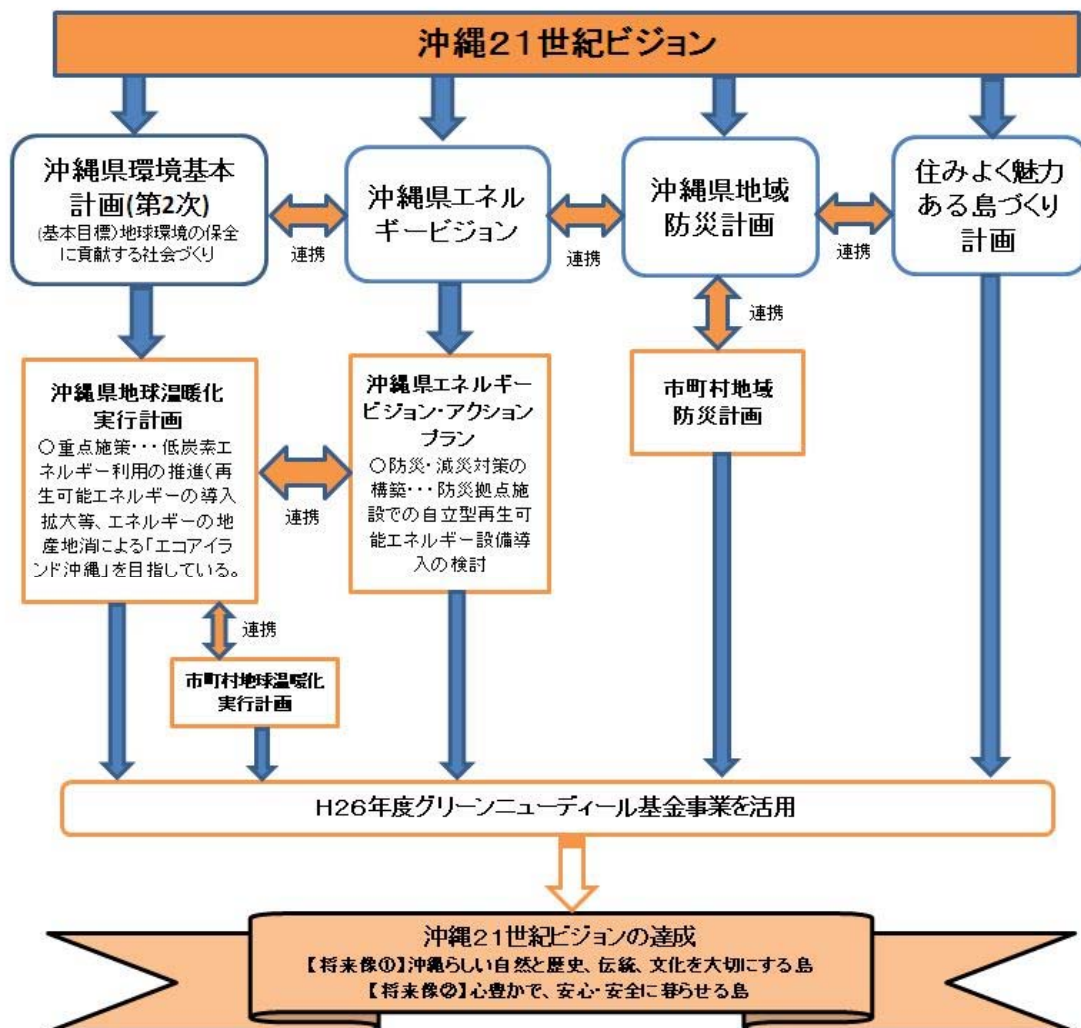 沖縄21世紀ビジョン
沖縄県環境基本
計画(第2次)
(基本目標)地球環境の保全
に貢献する社会づくり
連携
沖縄県エネル
ギービジョン
連携
沖縄県地域
防災計画
連携
住みよく魅力
ある島づくり
計画
連携
沖縄県地球温暖化
実行計画
○重点施策・・・低炭素エ
ネルギー利用の推進(再
生可能エネルギーの導入
拡大等、エネルギーの地
産地消による「エコアイラ
ンド沖縄」を目指している。
連携
沖縄県エネルギー
ビジョン・アクション
プラン
○防災・減災対策の
構築・・・防災拠点施
設での自立型再生可
能エネルギー設備導
入の検討
市町村地域
防災計画
連携
市町村地球温暖化
実行計画
H26年度グリーンニューディール基金事業を活用
沖縄21世紀ビジョンの達成
【将来像①】沖縄らしい自然と歴史、伝統、文化を大切にする島
【将来像②】心豊かで、安心・安全に暮らせる島